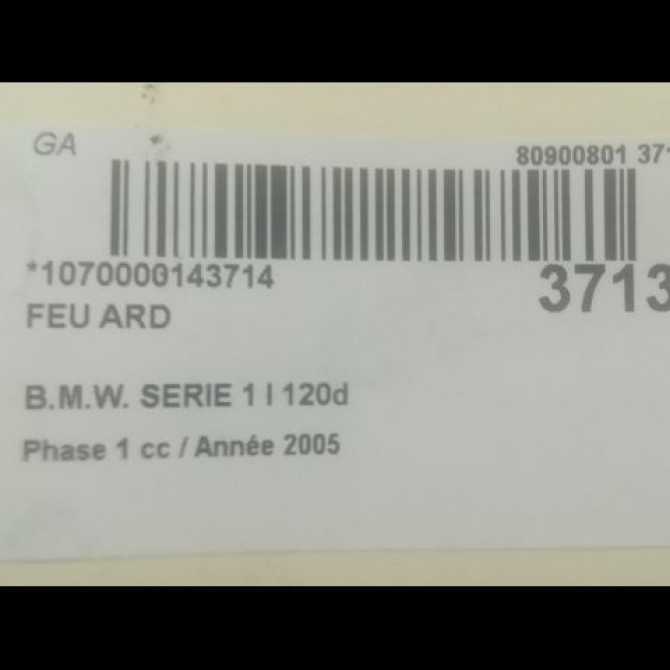 GA
80900801 371
*1070000143714
3713
FEU ARD
B.M.W. SERIE 1 I 120d
Phase 1 cc / Année 2005